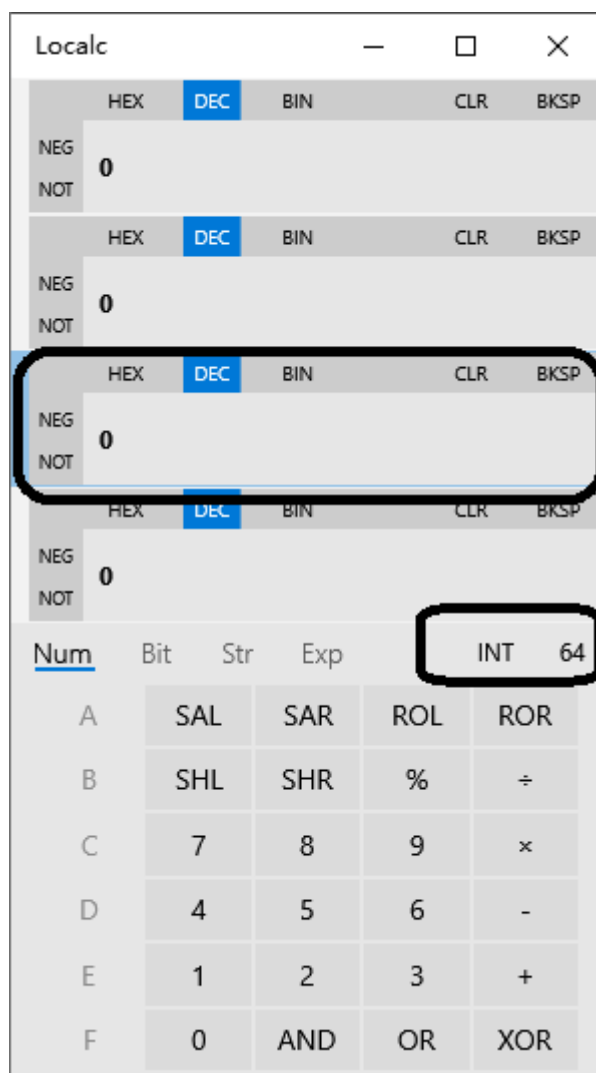 Localc
HEX DEC BIN CLR BKSP
NEG
0
NOT
HEX DEC BIN CLR BKSP
NEG
0
NOT
HEX DEC BIN CLR BKSP
NEG
0
NOT
HEX DEC BIN CLR BKSP
NEG
0
NOT
Num Bit Str Exp INT 64
A SAL SAR ROL ROR
B SHL SHR % ÷
C 7 8 9 ×
D 4 5 6 -
E 1 2 3 +
F 0 AND OR XOR